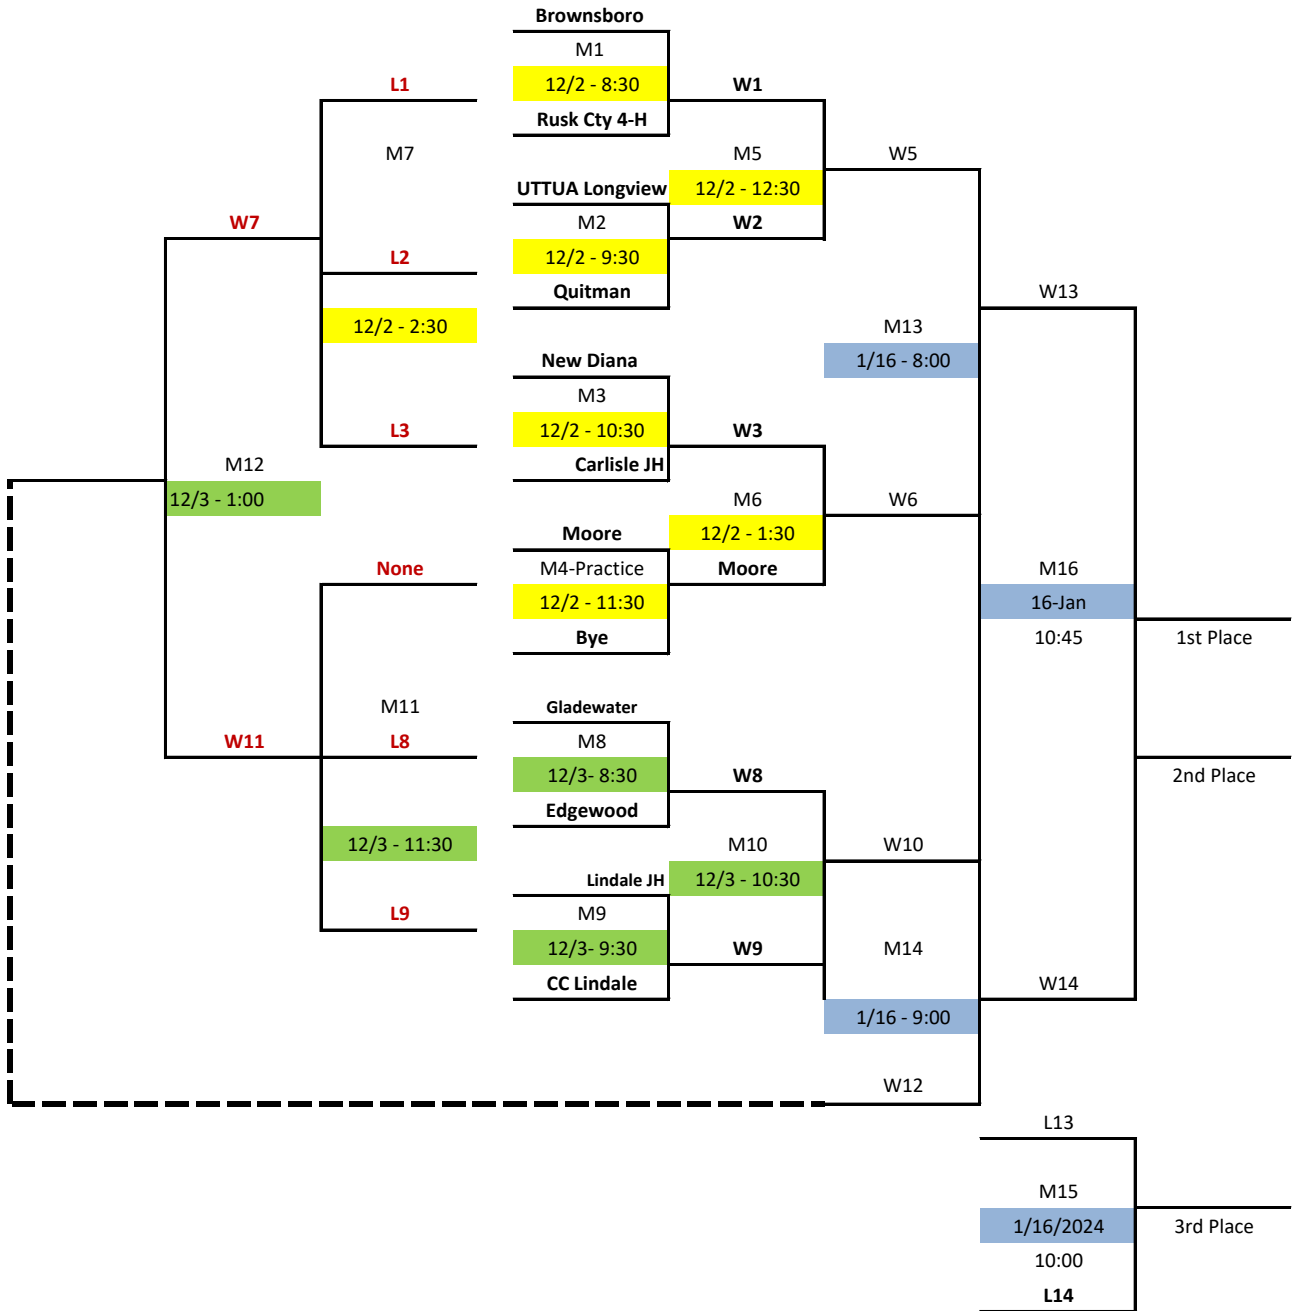 Brownsboro
M1
L1
12/2 - 8:30
W1
Rusk Cty 4-H
M7
M5
W5
UTTUA Longview
12/2 - 12:30
W7
M2
W2
L2
12/2 - 9:30
Quitman
W13
12/2 - 2:30
M13
New Diana
1/16 - 8:00
M3
L3
12/2 - 10:30
W3
M12
Carlisle JH
12/3 - 1:00
M6
W6
Moore
12/2 - 1:30
None
M4-Practice
Moore
M16
12/2 - 11:30
16-Jan
Bye
10:45
1st Place
M11
Gladewater
W11
L8
M8
12/3- 8:30
W8
2nd Place
Edgewood
12/3 - 11:30
M10
W10
Lindale JH
12/3 - 10:30
L9
M9
12/3- 9:30
W9
M14
CC Lindale
W14
1/16 - 9:00
W12
L13
M15
1/16/2024
3rd Place
10:00
L14